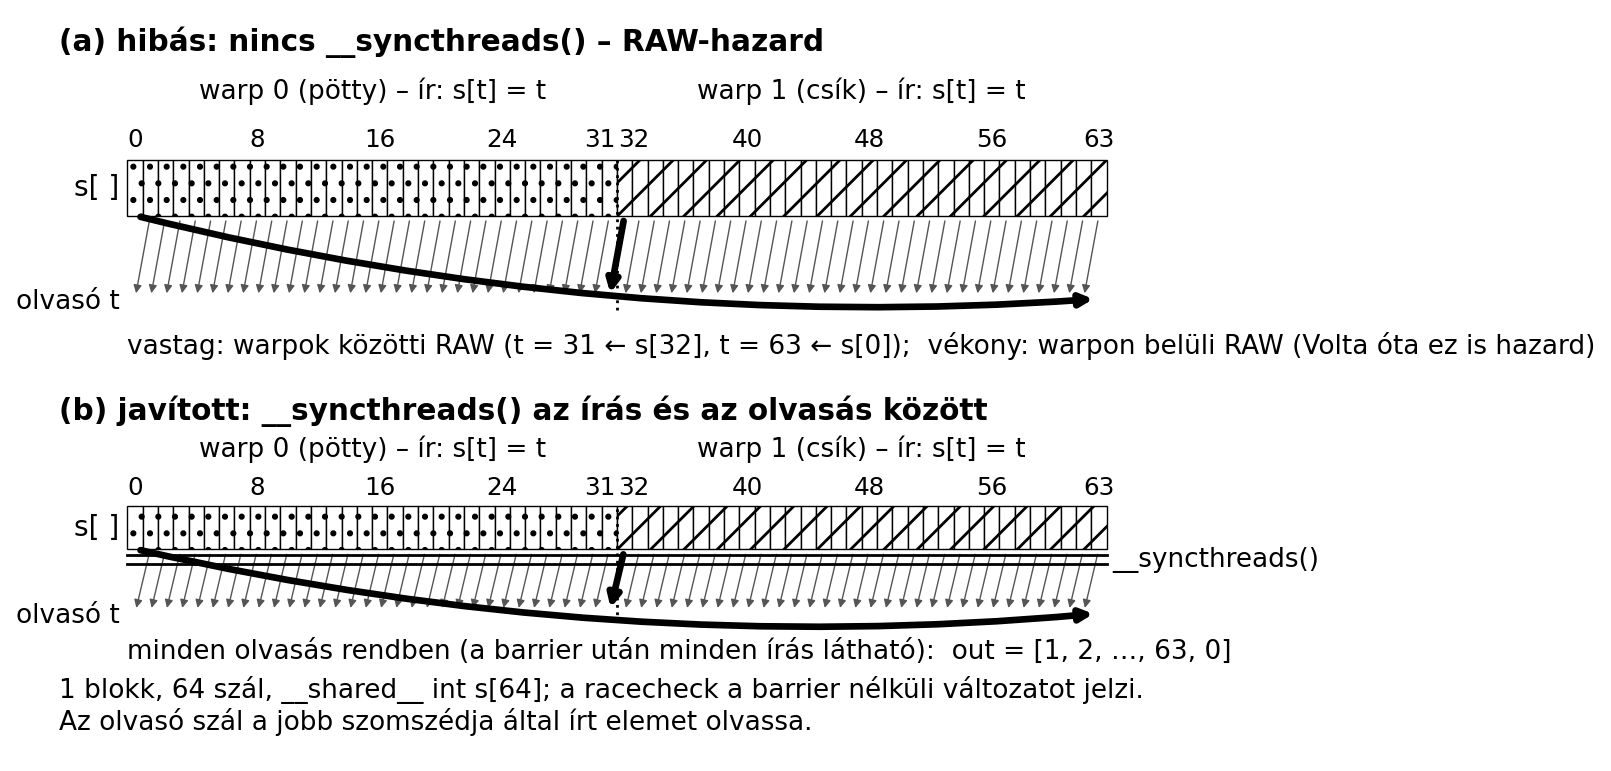 (a) hibás: nincs __syncthreads() – RAW-hazard
warp 0 (pötty) – ír: s[t] = t warp 1 (csík) – ír: s[t] = t
0 8 16 24 31 32 40 48 56 63
s[ ]
olvasó t
vastag: warpok közötti RAW (t = 31 ← s[32], t = 63 ← s[0]); vékony: warpon belüli RAW (Volta óta ez is hazard)
(b) javított: __syncthreads() az írás és az olvasás között
warp 0 (pötty) – ír: s[t] = t warp 1 (csík) – ír: s[t] = t
0 8 16 24 31 32 40 48 56 63
s[ ]
__syncthreads()
olvasó t
minden olvasás rendben (a barrier után minden írás látható): out = [1, 2, …, 63, 0]
1 blokk, 64 szál, __shared__ int s[64]; a racecheck a barrier nélküli változatot jelzi.
Az olvasó szál a jobb szomszédja által írt elemet olvassa.